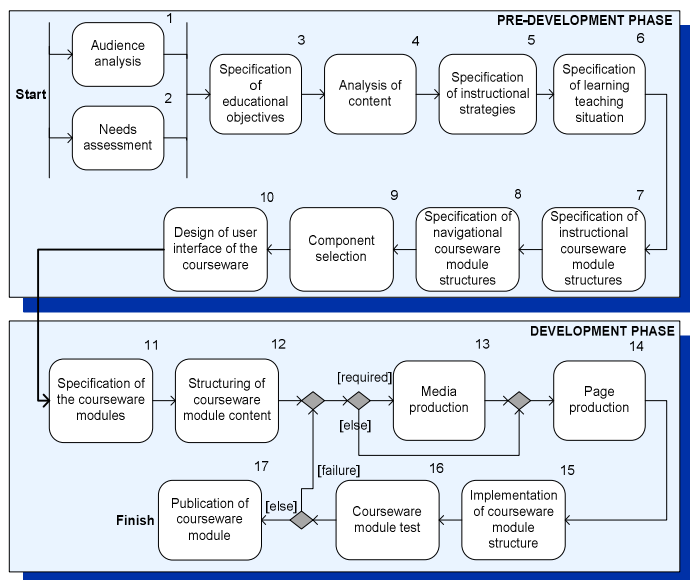 PRE-DEVELOPMENT PHASE
1
Audience
analysis
Start
2
Needs
assessment
3
Specification
of
educational
objectives
4
Analysis of
content
5
Specification
of instructional
strategies
6
Specification
of learning
teaching
situation
7
Specification of
instructional
courseware
module
structures
8
Specification of
navigational
courseware
module
structures
9
Component
selection
10
Design of user
interface of the
courseware
DEVELOPMENT PHASE
11
Specification of
the courseware
modules
12
Structuring of
courseware
module content
[required]
[else]
13
Media
production
14
Page
production
15
Implementation
of courseware
module
structure
16
Courseware
module test
[failure]
[else]
17
Publication of
courseware
module
Finish